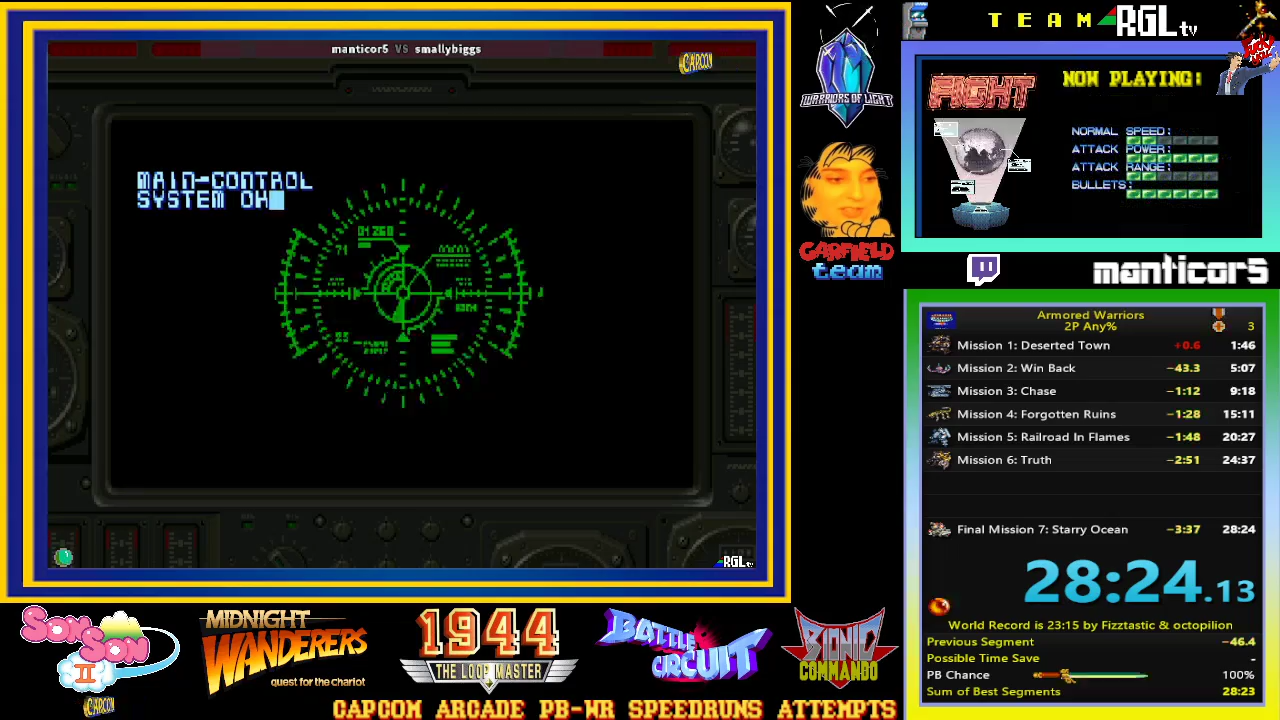 manticor5 VS smallybiggs
CAPCOM
MAIN-CONTROL
SYSTEM OK
RGLtv
WARRIORS OF LIGHT
GARFIELD
team
TEAM RGLtv
FIGHT
NOW PLAYING:
NORMAL SPEED:
ATTACK POWER:
ATTACK RANGE:
BULLETS:
manticor5
Armored Warriors
2P Any%
3
Mission 1: Deserted Town +0.6 1:46
Mission 2: Win Back −43.3 5:07
Mission 3: Chase −1:12 9:18
Mission 4: Forgotten Ruins −1:28 15:11
Mission 5: Railroad In Flames −1:48 20:27
Mission 6: Truth −2:51 24:37
Final Mission 7: Starry Ocean −3:37 28:24
28:24.13
World Record is 23:15 by Fizztastic & octopilion
Previous Segment −46.4
Possible Time Save -
PB Chance 100%
Sum of Best Segments 28:23
SON SON
II
CAPCOM
MIDNIGHT
WANDERERS
quest for the chariot
1944
THE LOOP MASTER
BATTLE
CIRCUIT
BIONIC
COMMANDO
CAPCOM ARCADE PB-WR SPEEDRUNS ATTEMPTS